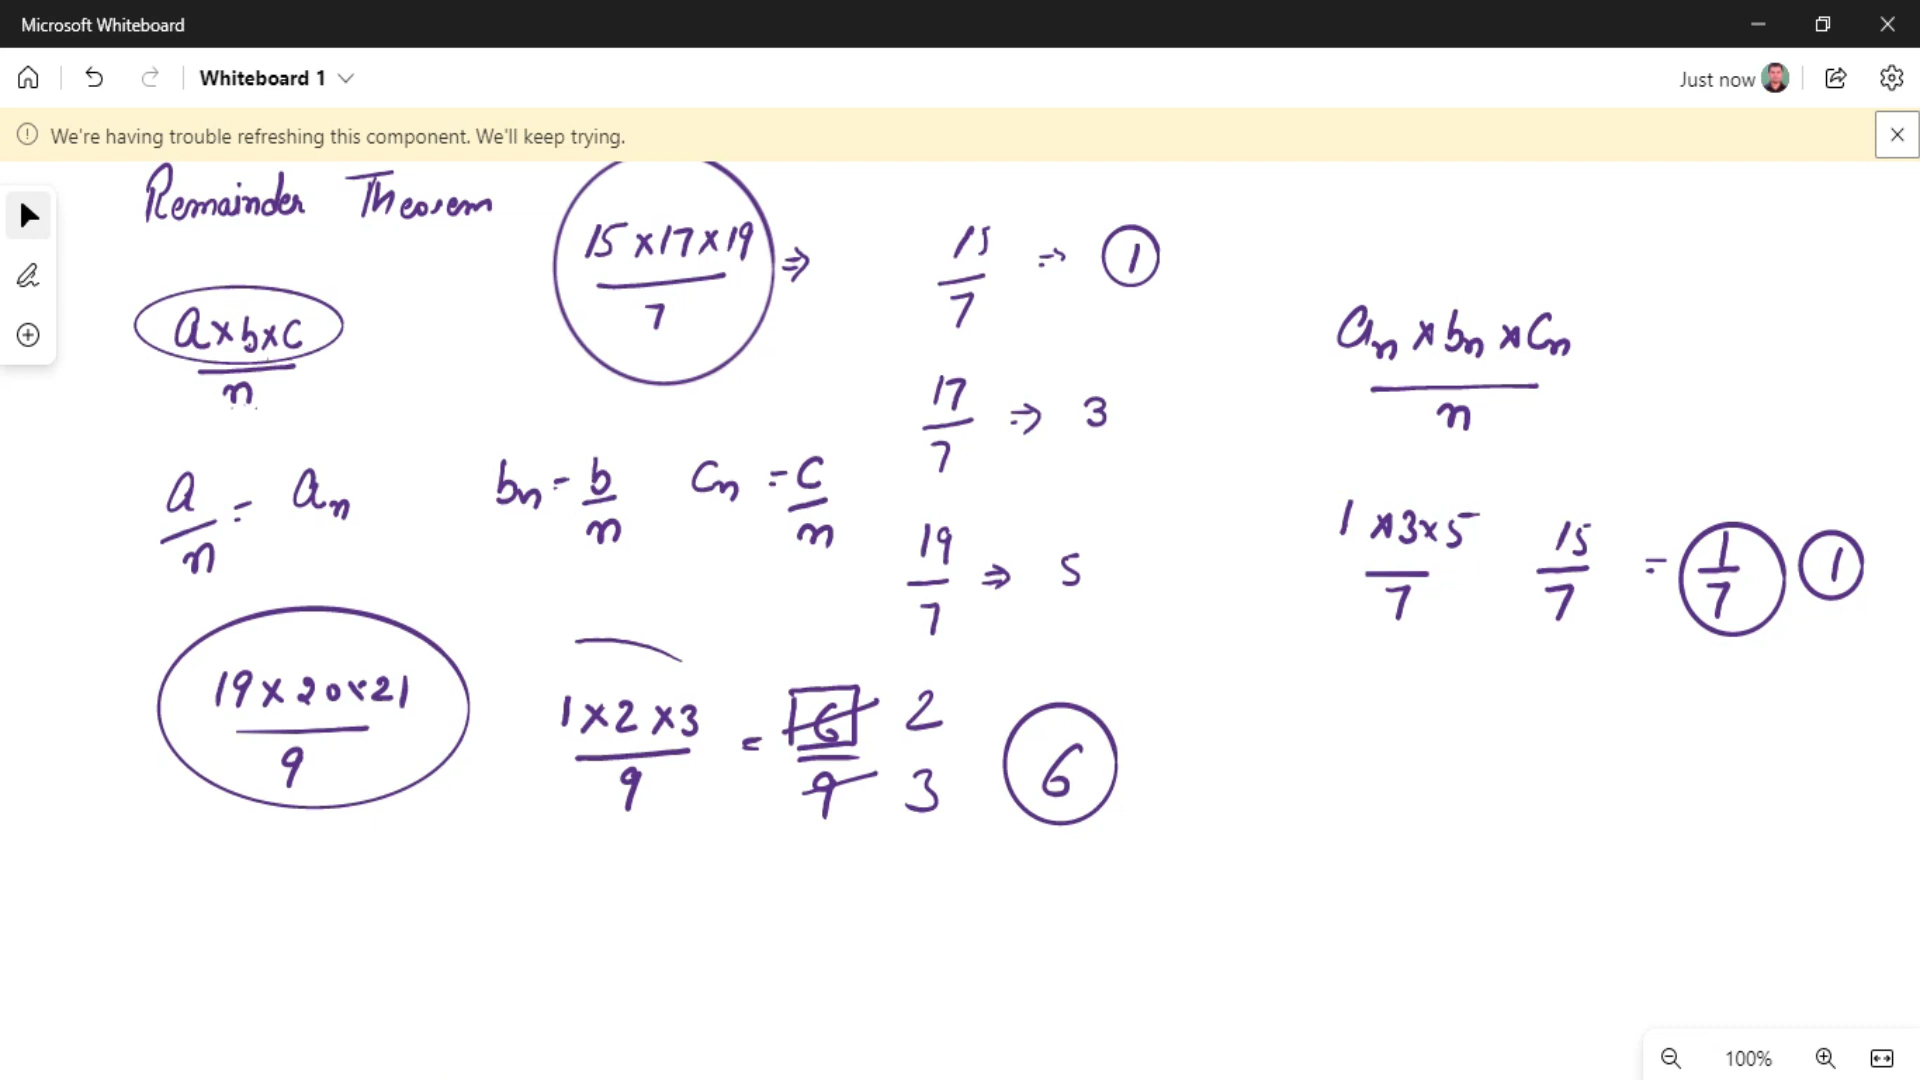 Microsoft Whiteboard
Whiteboard 1
Just now
We're having trouble refreshing this component. We'll keep trying.
Remainder Theorem
a×b×c
n
15×17×19
7
⇒
15
7
⇒ 1
17
7
⇒ 3
19
7
⇒ 5
an × bn × cn
n
a
n
= an
bn = b
n
cn = c
n
1×3×5
7
15
7
= 1
7
1
19×20×21
9
1×2×3
9
= 6
9
2
3
6
100%